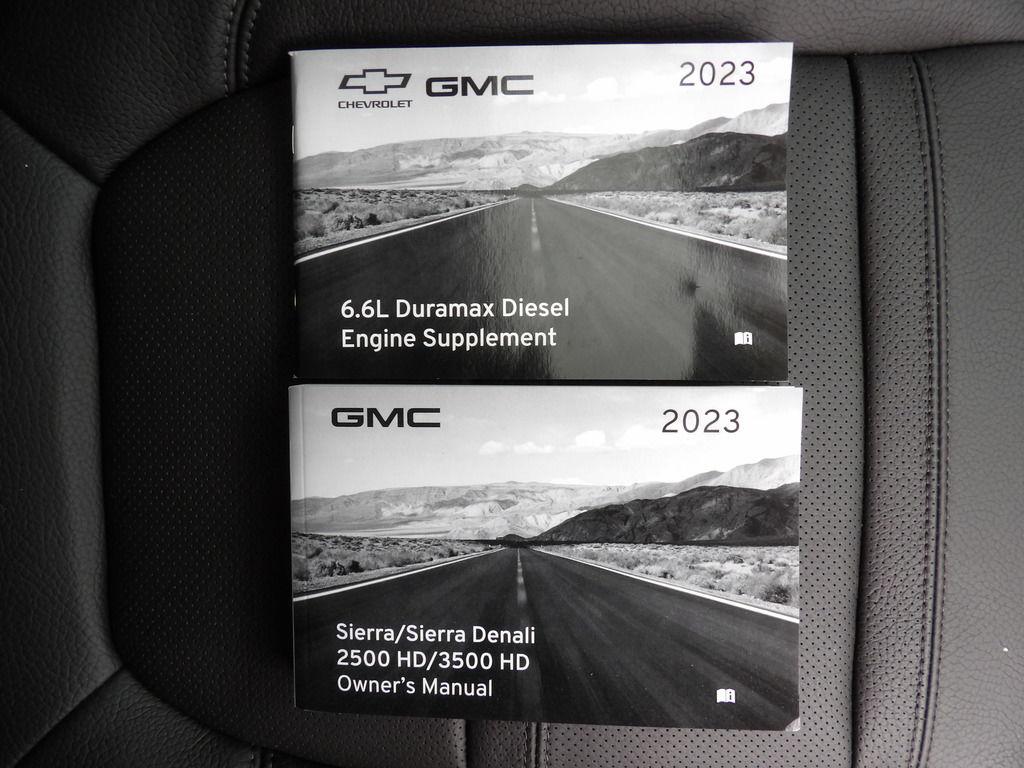 CHEVROLET GMC 2023
6.6L Duramax Diesel
Engine Supplement
GMC 2023
Sierra/Sierra Denali
2500 HD/3500 HD
Owner's Manual